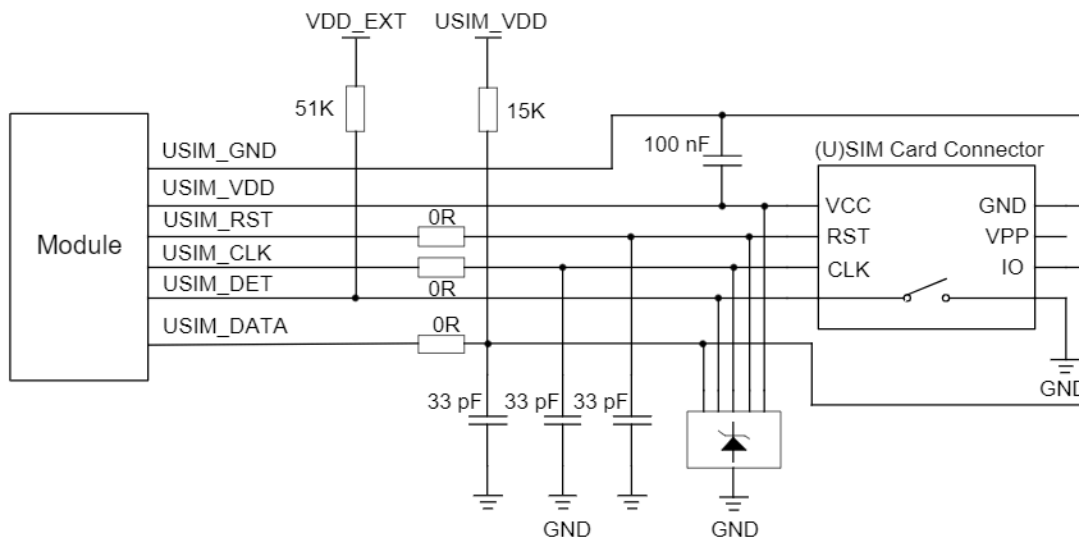 VDD_EXT USIM_VDD
51K 15K
100 nF (U)SIM Card Connector
USIM_GND
USIM_VDD
USIM_RST 0R
USIM_CLK
USIM_DET 0R
USIM_DATA 0R
Module
VCC GND
RST VPP
CLK IO
GND
33 pF 33 pF 33 pF
GND GND